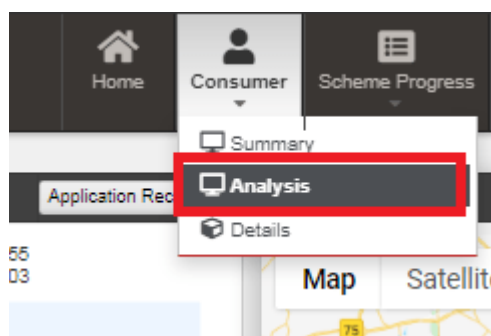 Home
Consumer
Scheme Progress
Summary
Analysis
Application Rec
Details
55
03
Map
Satellit
75